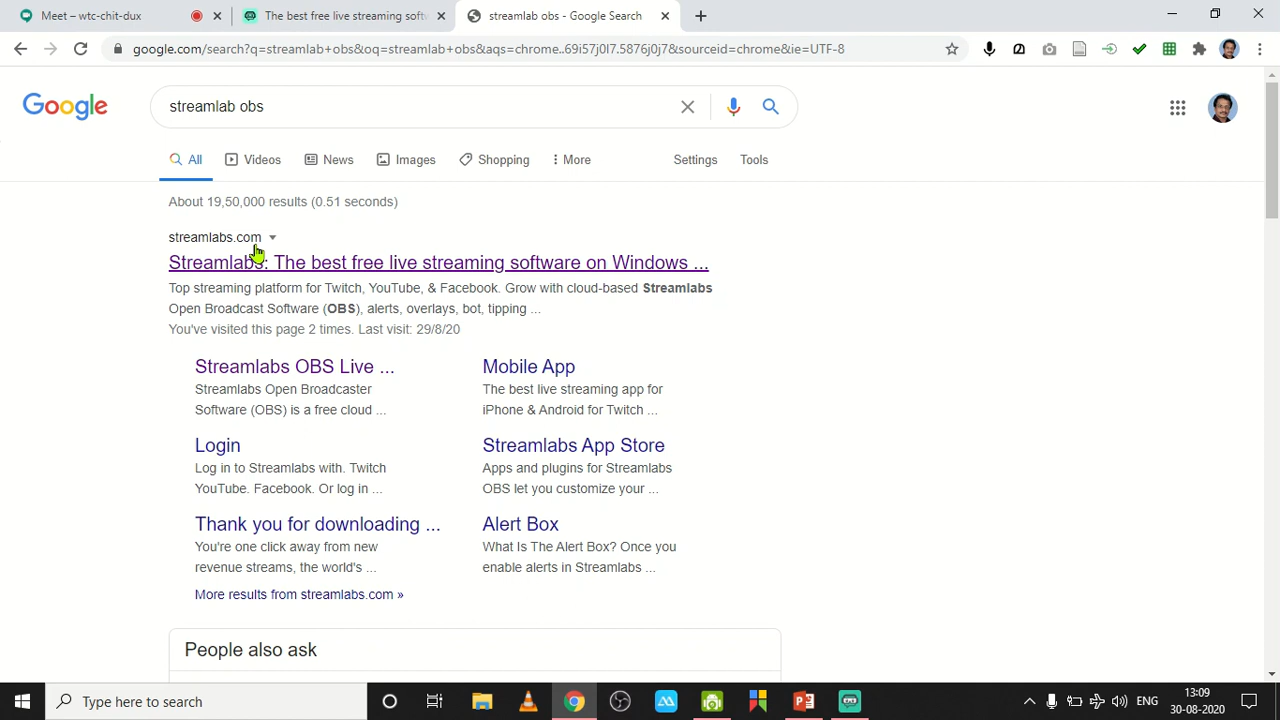 Meet – wtc-chit-dux
The best free live streaming softw
streamlab obs - Google Search
google.com/search?q=streamlab+obs&oq=streamlab+obs&aqs=chrome..69i57j0l7.5876j0j7&sourceid=chrome&ie=UTF-8
Google
streamlab obs
All
Videos
News
Images
Shopping
More
Settings
Tools
About 19,50,000 results (0.51 seconds)
streamlabs.com
Streamlabs: The best free live streaming software on Windows ...
Top streaming platform for Twitch, YouTube, & Facebook. Grow with cloud-based Streamlabs
Open Broadcast Software (OBS), alerts, overlays, bot, tipping ...
You've visited this page 2 times. Last visit: 29/8/20
Streamlabs OBS Live ...
Streamlabs Open Broadcaster
Software (OBS) is a free cloud ...
Mobile App
The best live streaming app for
iPhone & Android for Twitch ...
Login
Log in to Streamlabs with. Twitch
YouTube. Facebook. Or log in ...
Streamlabs App Store
Apps and plugins for Streamlabs
OBS let you customize your ...
Thank you for downloading ...
You're one click away from new
revenue streams, the world's ...
Alert Box
What Is The Alert Box? Once you
enable alerts in Streamlabs ...
More results from streamlabs.com »
People also ask
Type here to search
ENG
13:09
30-08-2020